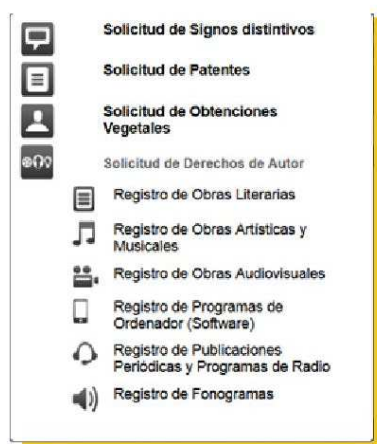 Solicitud de Signos distintivos
Solicitud de Patentes
Solicitud de Obtenciones
Vegetales
Solicitud de Derechos de Autor
Registro de Obras Literarias
Registro de Obras Artísticas y
Musicales
Registro de Obras Audiovisuales
Registro de Programas de
Ordenador (Software)
Registro de Publicaciones
Periódicas y Programas de Radio
Registro de Fonogramas